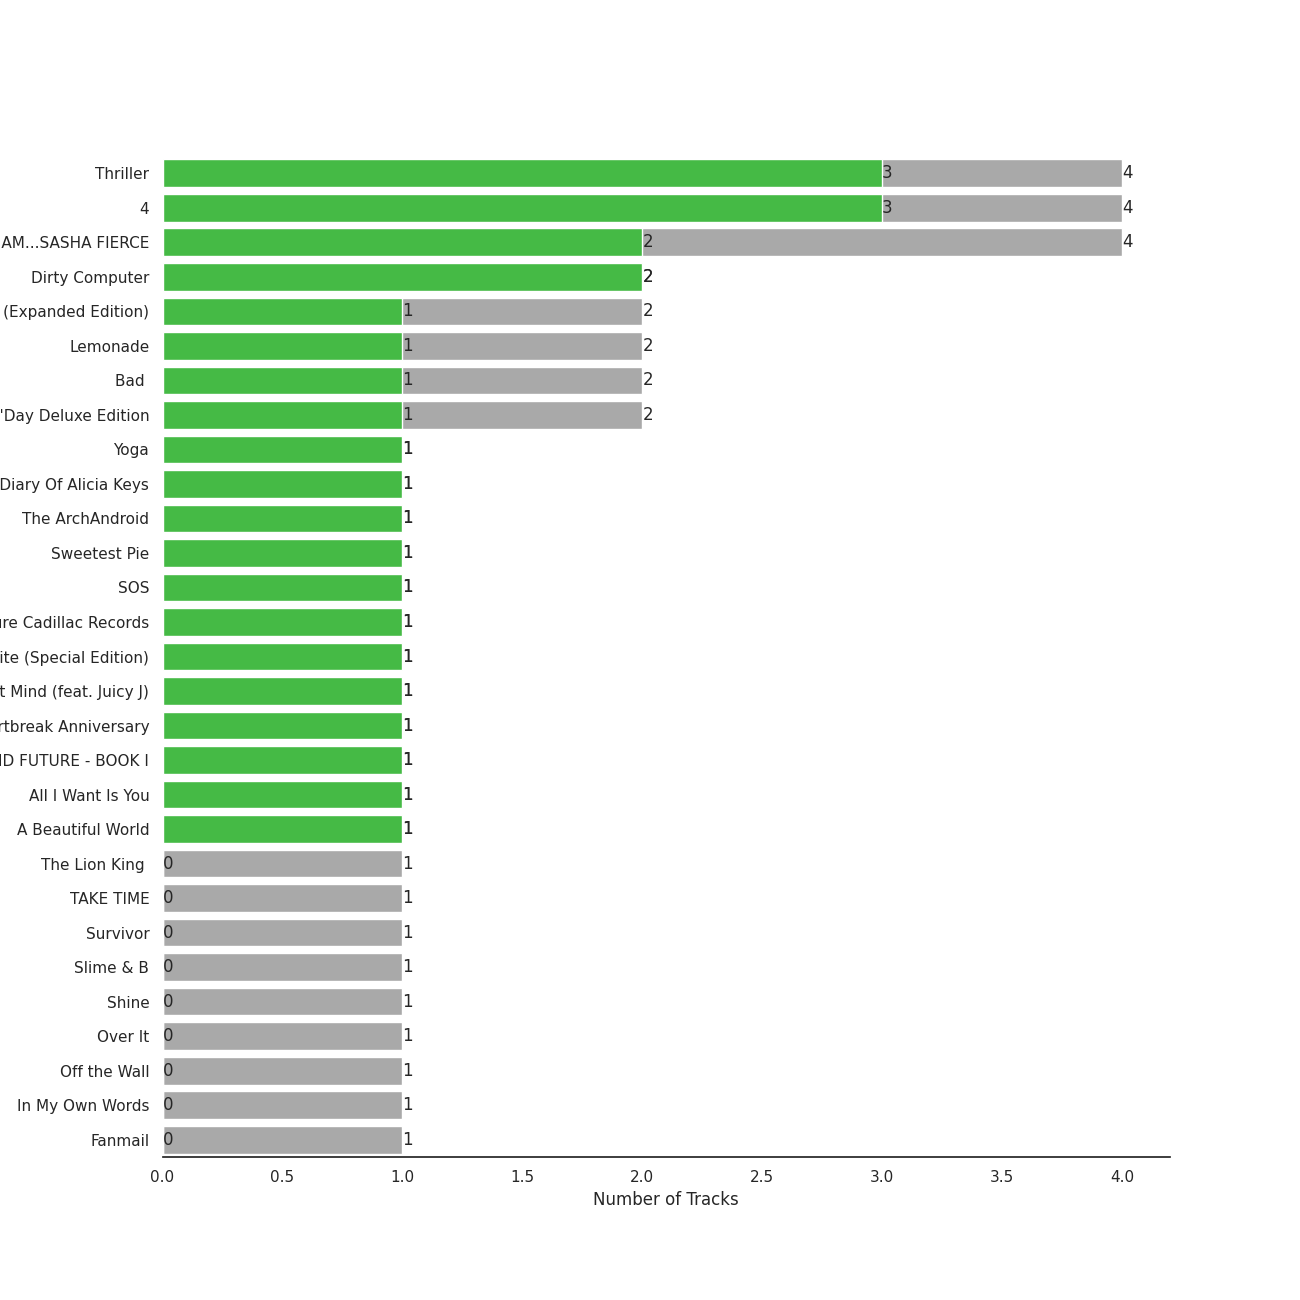 Thriller 3 4
4 3 4
AM...SASHA FIERCE 2 4
Dirty Computer 2
(Expanded Edition) 1 2
Lemonade 1 2
Bad 1 2
'Day Deluxe Edition 1 2
Yoga 1
Diary Of Alicia Keys 1
The ArchAndroid 1
Sweetest Pie 1
SOS 1
re Cadillac Records 1
ite (Special Edition) 1
t Mind (feat. Juicy J) 1
rtbreak Anniversary 1
D FUTURE - BOOK I 1
All I Want Is You 1
A Beautiful World 1
The Lion King 0 1
TAKE TIME 0 1
Survivor 0 1
Slime & B 0 1
Shine 0 1
Over It 0 1
Off the Wall 0 1
In My Own Words 0 1
Fanmail 0 1
0.0 0.5 1.0 1.5 2.0 2.5 3.0 3.5 4.0
Number of Tracks